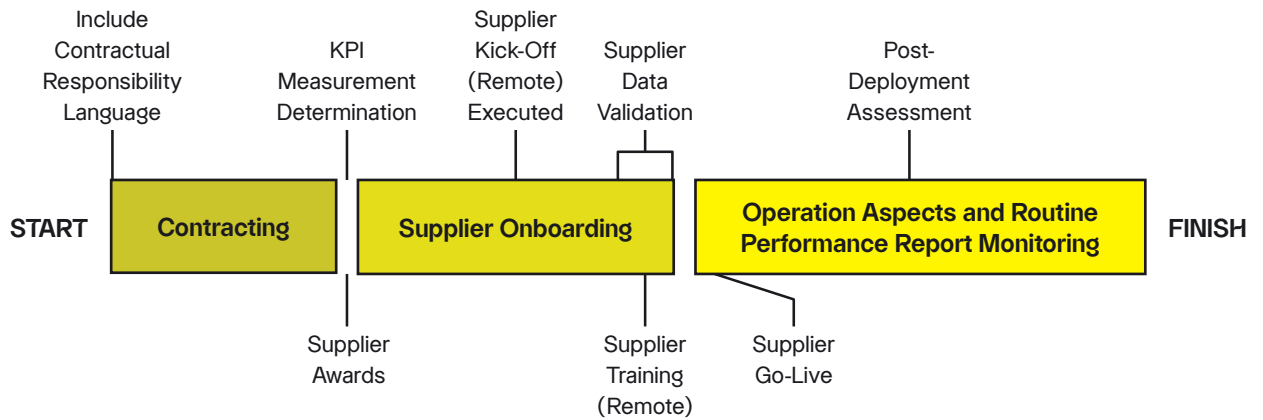 Include
Contractual
Responsibility
Language
KPI
Measurement
Determination
Supplier
Kick-Off
(Remote)
Executed
Supplier
Data
Validation
Post-
Deployment
Assessment
START
Contracting
Supplier Onboarding
Operation Aspects and Routine
Performance Report Monitoring
FINISH
Supplier
Awards
Supplier
Training
(Remote)
Supplier
Go-Live